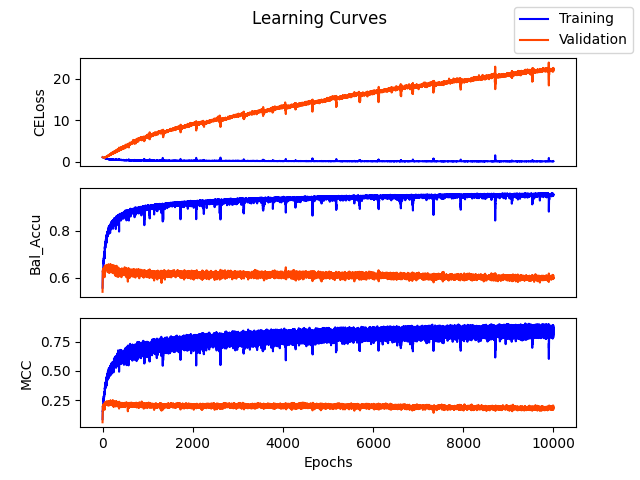 Learning Curves
Training
Validation
CELoss
20
10
0
Bal_Accu
0.8
0.6
MCC
0.75
0.50
0.25
0 2000 4000 6000 8000 10000
Epochs